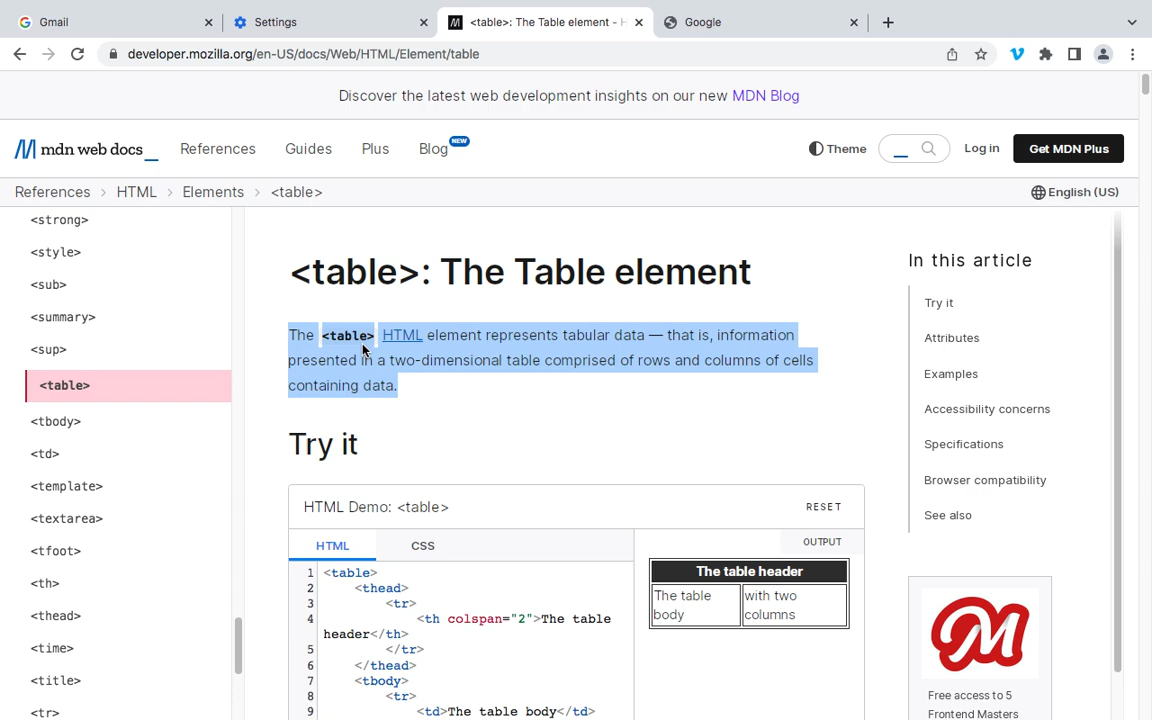 Gmail
Settings
<table>: The Table element - H
Google
developer.mozilla.org/en-US/docs/Web/HTML/Element/table
Discover the latest web development insights on our new MDN Blog
mdn web docs_
References
Guides
Plus
Blog NEW
Theme
Log in
Get MDN Plus
References > HTML > Elements > <table>
English (US)
<strong>
<style>
<sub>
<summary>
<sup>
<table>
<tbody>
<td>
<template>
<textarea>
<tfoot>
<th>
<thead>
<time>
<title>
<tr>
<table>: The Table element
The <table> HTML element represents tabular data — that is, information
presented in a two-dimensional table comprised of rows and columns of cells
containing data.
Try it
HTML Demo: <table>
RESET
HTML
CSS
OUTPUT
1 <table>
2 <thead>
3 <tr>
4 <th colspan="2">The table
header</th>
5 </tr>
6 </thead>
7 <tbody>
8 <tr>
9 <td>The table body</td>
The table header
The table
body
with two
columns
In this article
Try it
Attributes
Examples
Accessibility concerns
Specifications
Browser compatibility
See also
Free access to 5
Frontend Masters